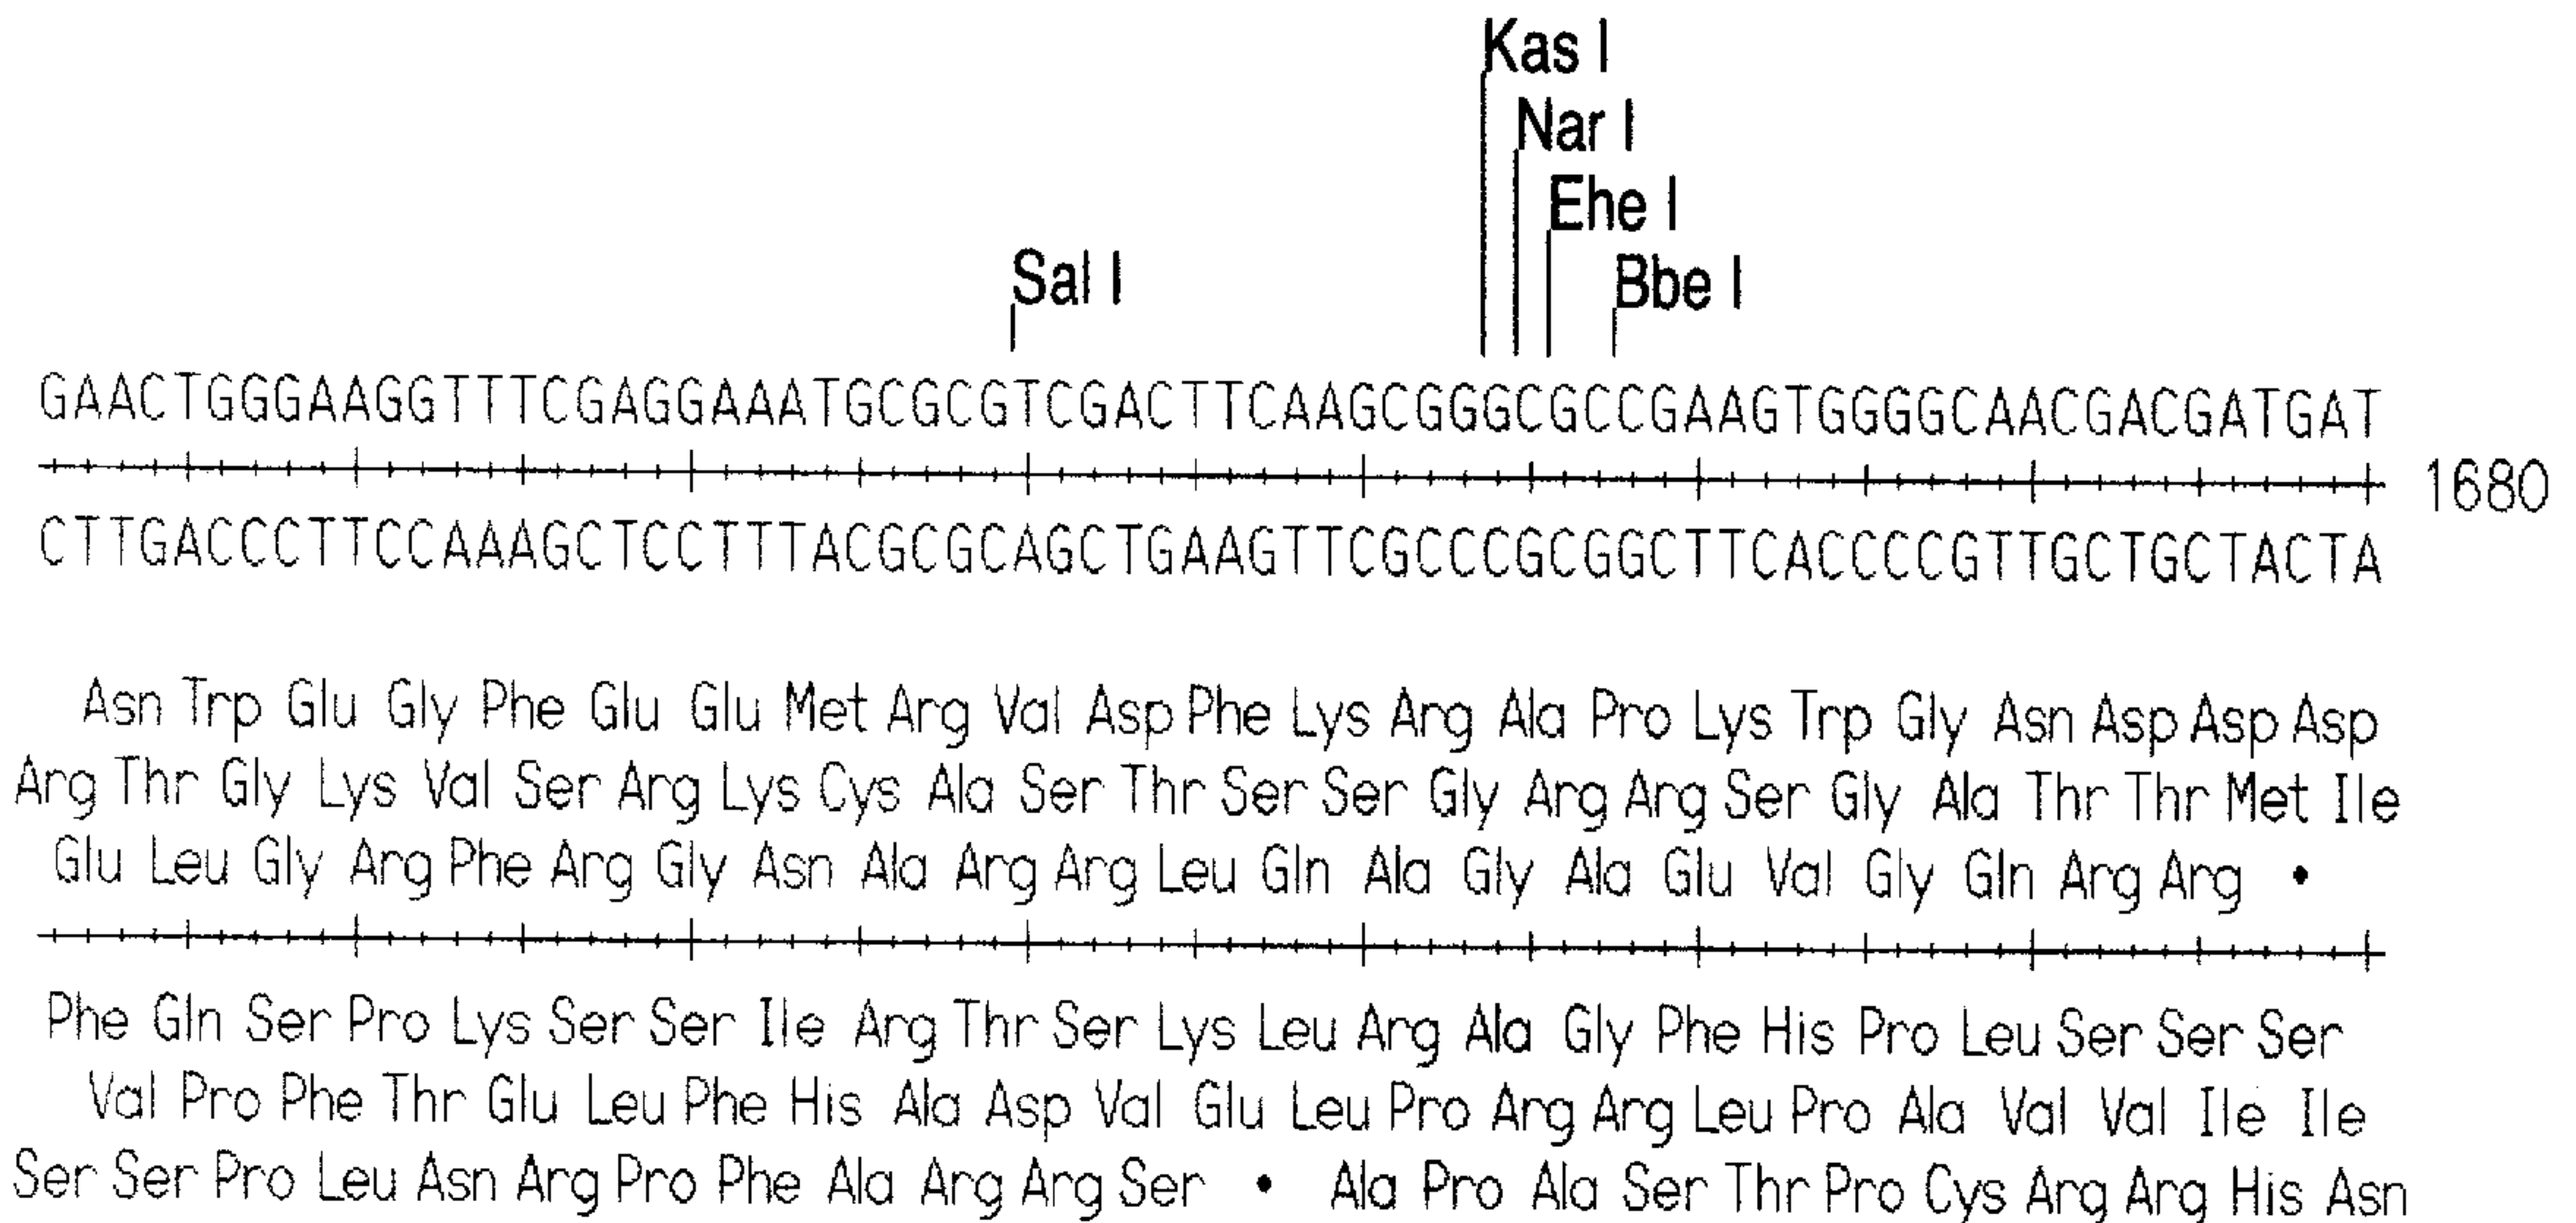 Kas I
Nar I
Ehe I
Sal I Bbe I
GAACTGGGAAGGTTTCGAGGAAATGCGCGTCGACTTCAAGCGGGCGCCGAAGTGGGGCAACGACGATGAT
1680
CTTGACCCTTCCAAAGCTCCTTTACGCGCAGCTGAAGTTCGCCCGCGGCTTCACCCCGTTGCTGCTACTA
Asn Trp Glu Gly Phe Glu Glu Met Arg Val Asp Phe Lys Arg Ala Pro Lys Trp Gly Asn Asp Asp Asp
Arg Thr Gly Lys Val Ser Arg Lys Cys Ala Ser Thr Ser Ser Gly Arg Arg Ser Gly Ala Thr Thr Met Ile
Glu Leu Gly Arg Phe Arg Gly Asn Ala Arg Arg Leu Gln Ala Gly Ala Glu Val Gly Gln Arg Arg •
Phe Gln Ser Pro Lys Ser Ser Ile Arg Thr Ser Lys Leu Arg Ala Gly Phe His Pro Leu Ser Ser Ser
Val Pro Phe Thr Glu Leu Phe His Ala Asp Val Glu Leu Pro Arg Arg Leu Pro Ala Val Val Ile Ile
Ser Ser Pro Leu Asn Arg Pro Phe Ala Arg Arg Ser • Ala Pro Ala Ser Thr Pro Cys Arg Arg His Asn